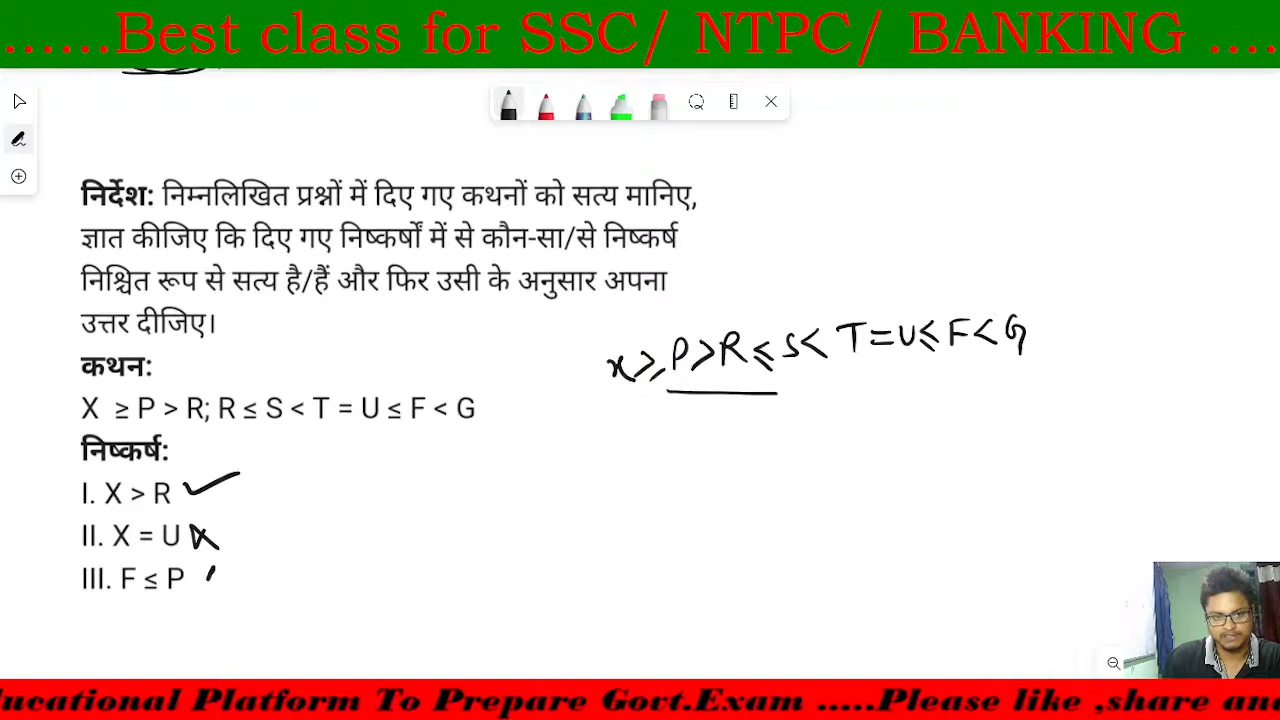 ......Best class for SSC/ NTPC/ BANKING ....
निर्देश: निम्नलिखित प्रश्नों में दिए गए कथनों को सत्य मानिए,
ज्ञात कीजिए कि दिए गए निष्कर्षों में से कौन-सा/से निष्कर्ष
निश्चित रूप से सत्य है/हैं और फिर उसी के अनुसार अपना
उत्तर दीजिए।
x≥P>R≤S<T=U≤F<G
कथन:
X ≥ P > R; R ≤ S < T = U ≤ F < G
निष्कर्ष:
I. X > R
II. X = U
III. F ≤ P
ducational Platform To Prepare Govt.Exam .....Please like ,share an